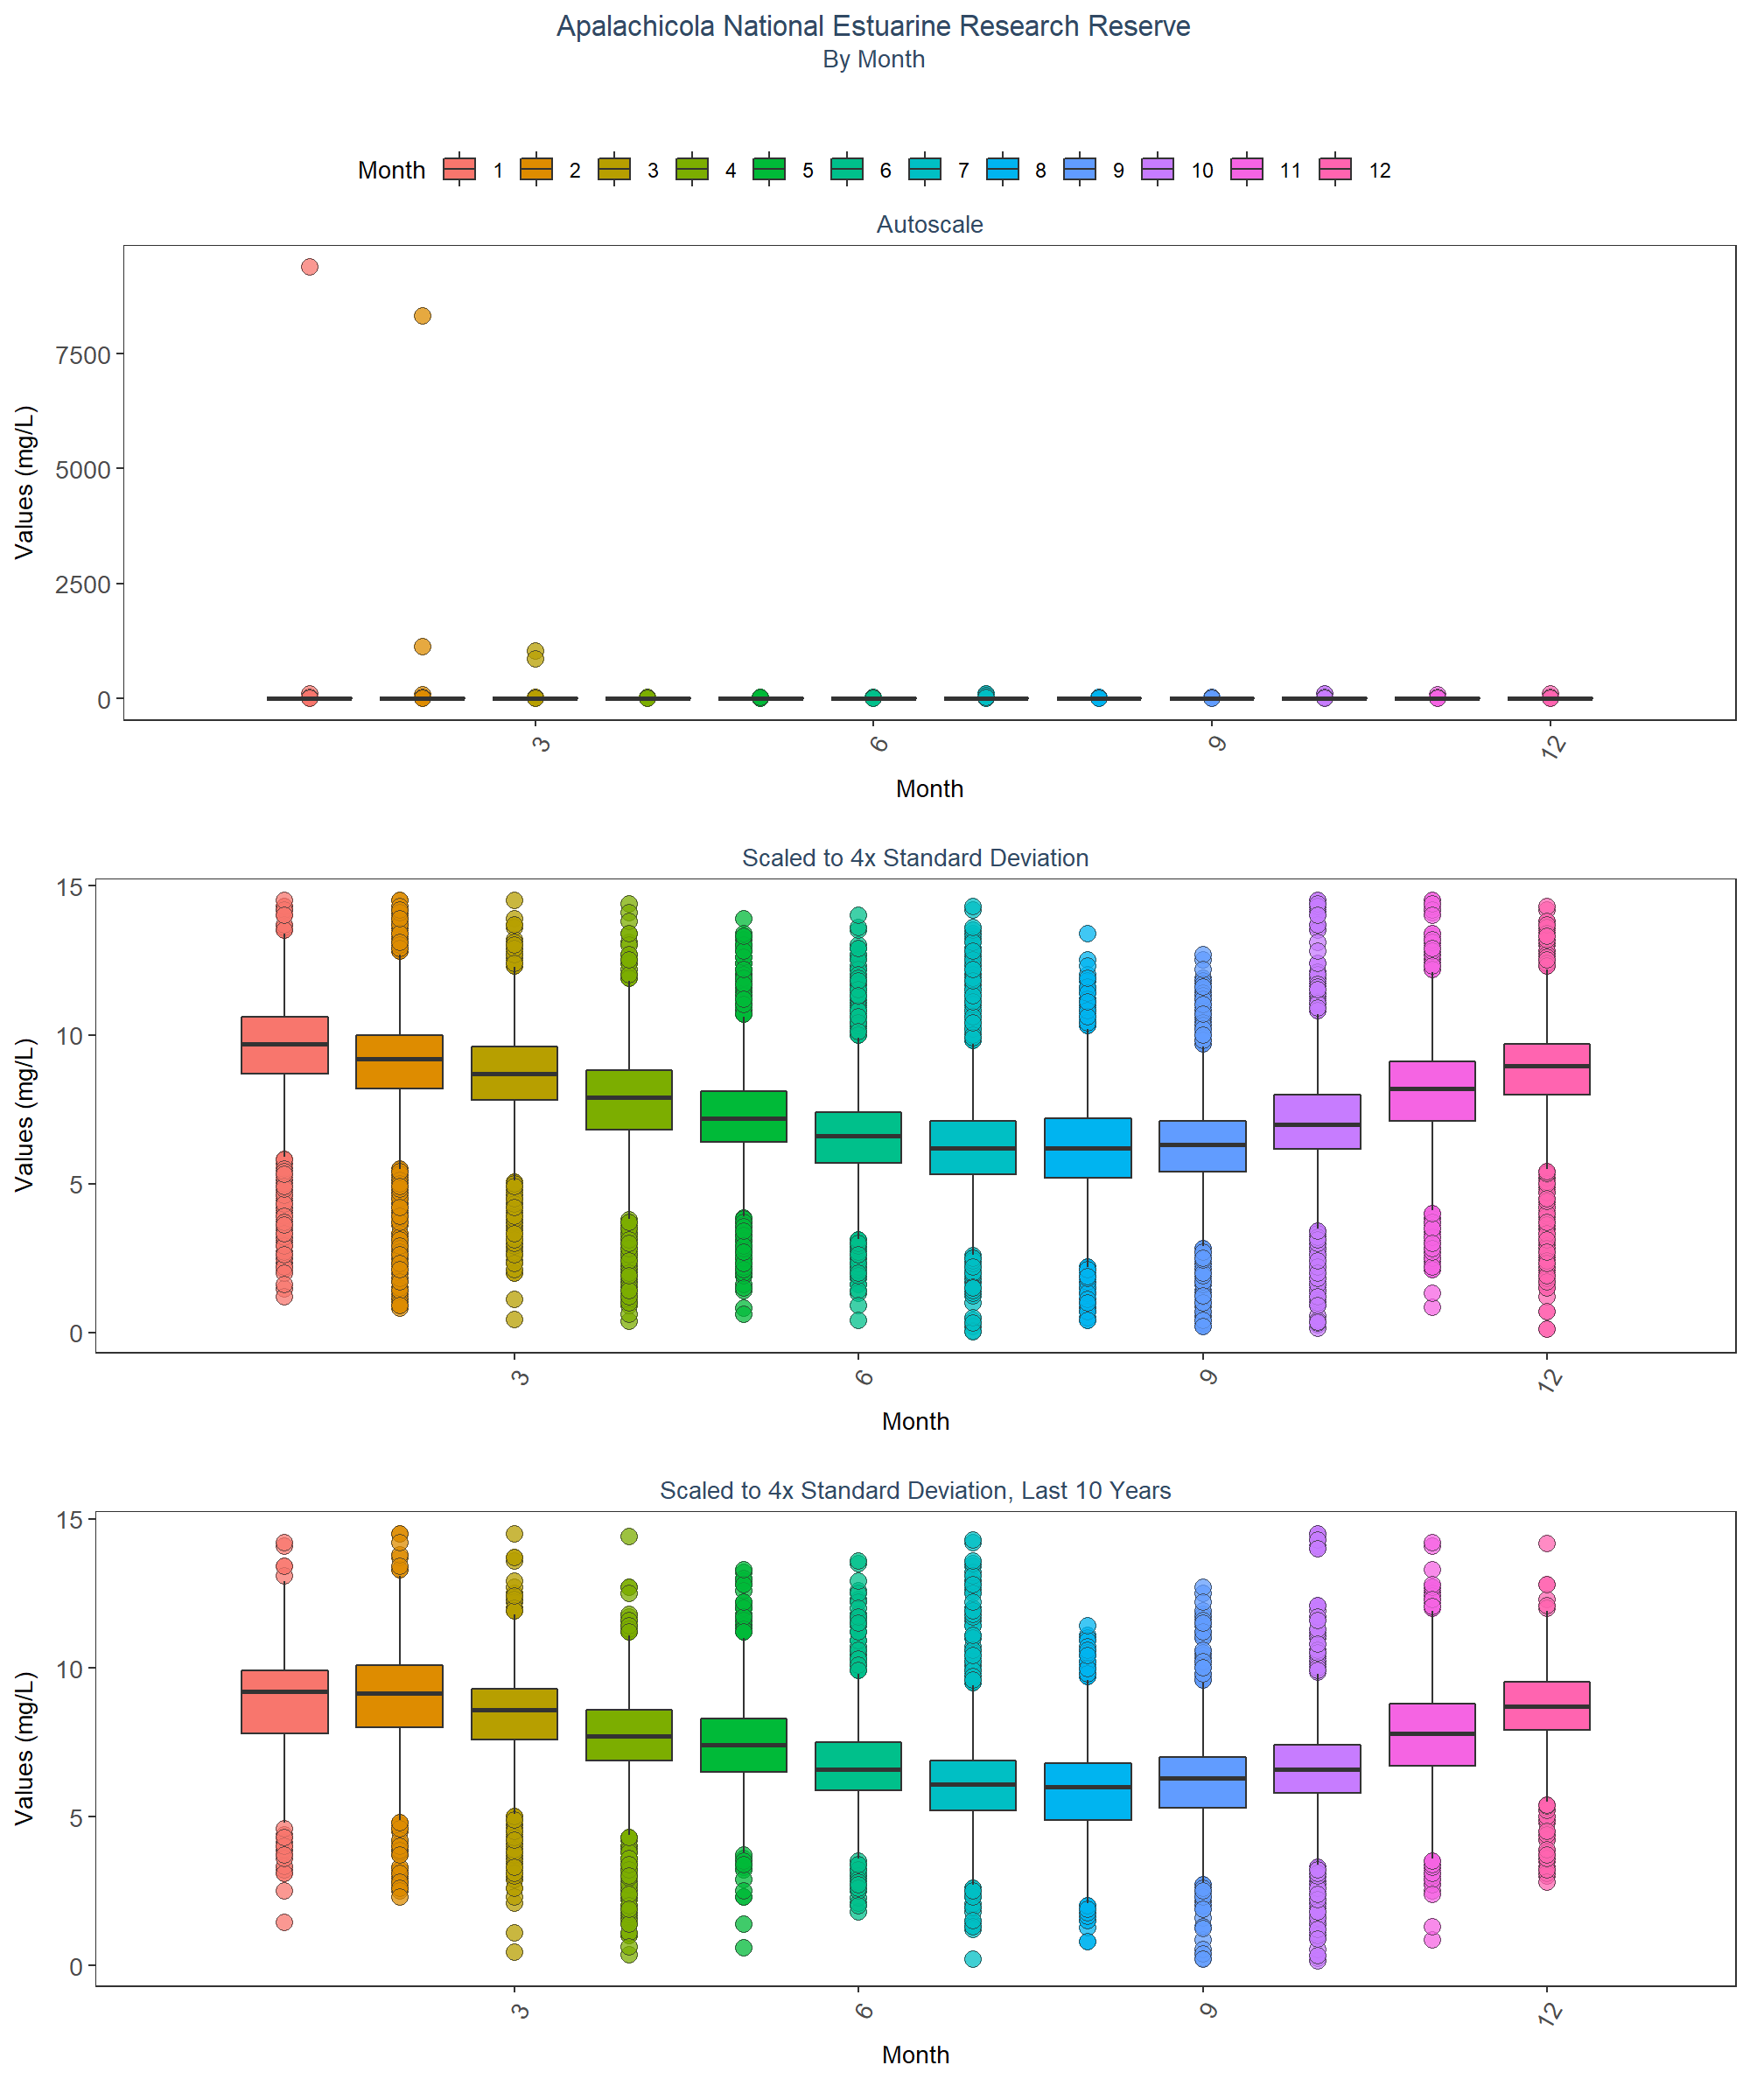 Apalachicola National Estuarine Research Reserve
By Month
Month 1 2 3 4 5 6 7 8 9 10 11 12
Autoscale
Values (mg/L)
7500
5000
2500
0
3 6 9 12
Month
Scaled to 4x Standard Deviation
Values (mg/L)
15
10
5
0
3 6 9 12
Month
Scaled to 4x Standard Deviation, Last 10 Years
Values (mg/L)
15
10
5
0
3 6 9 12
Month